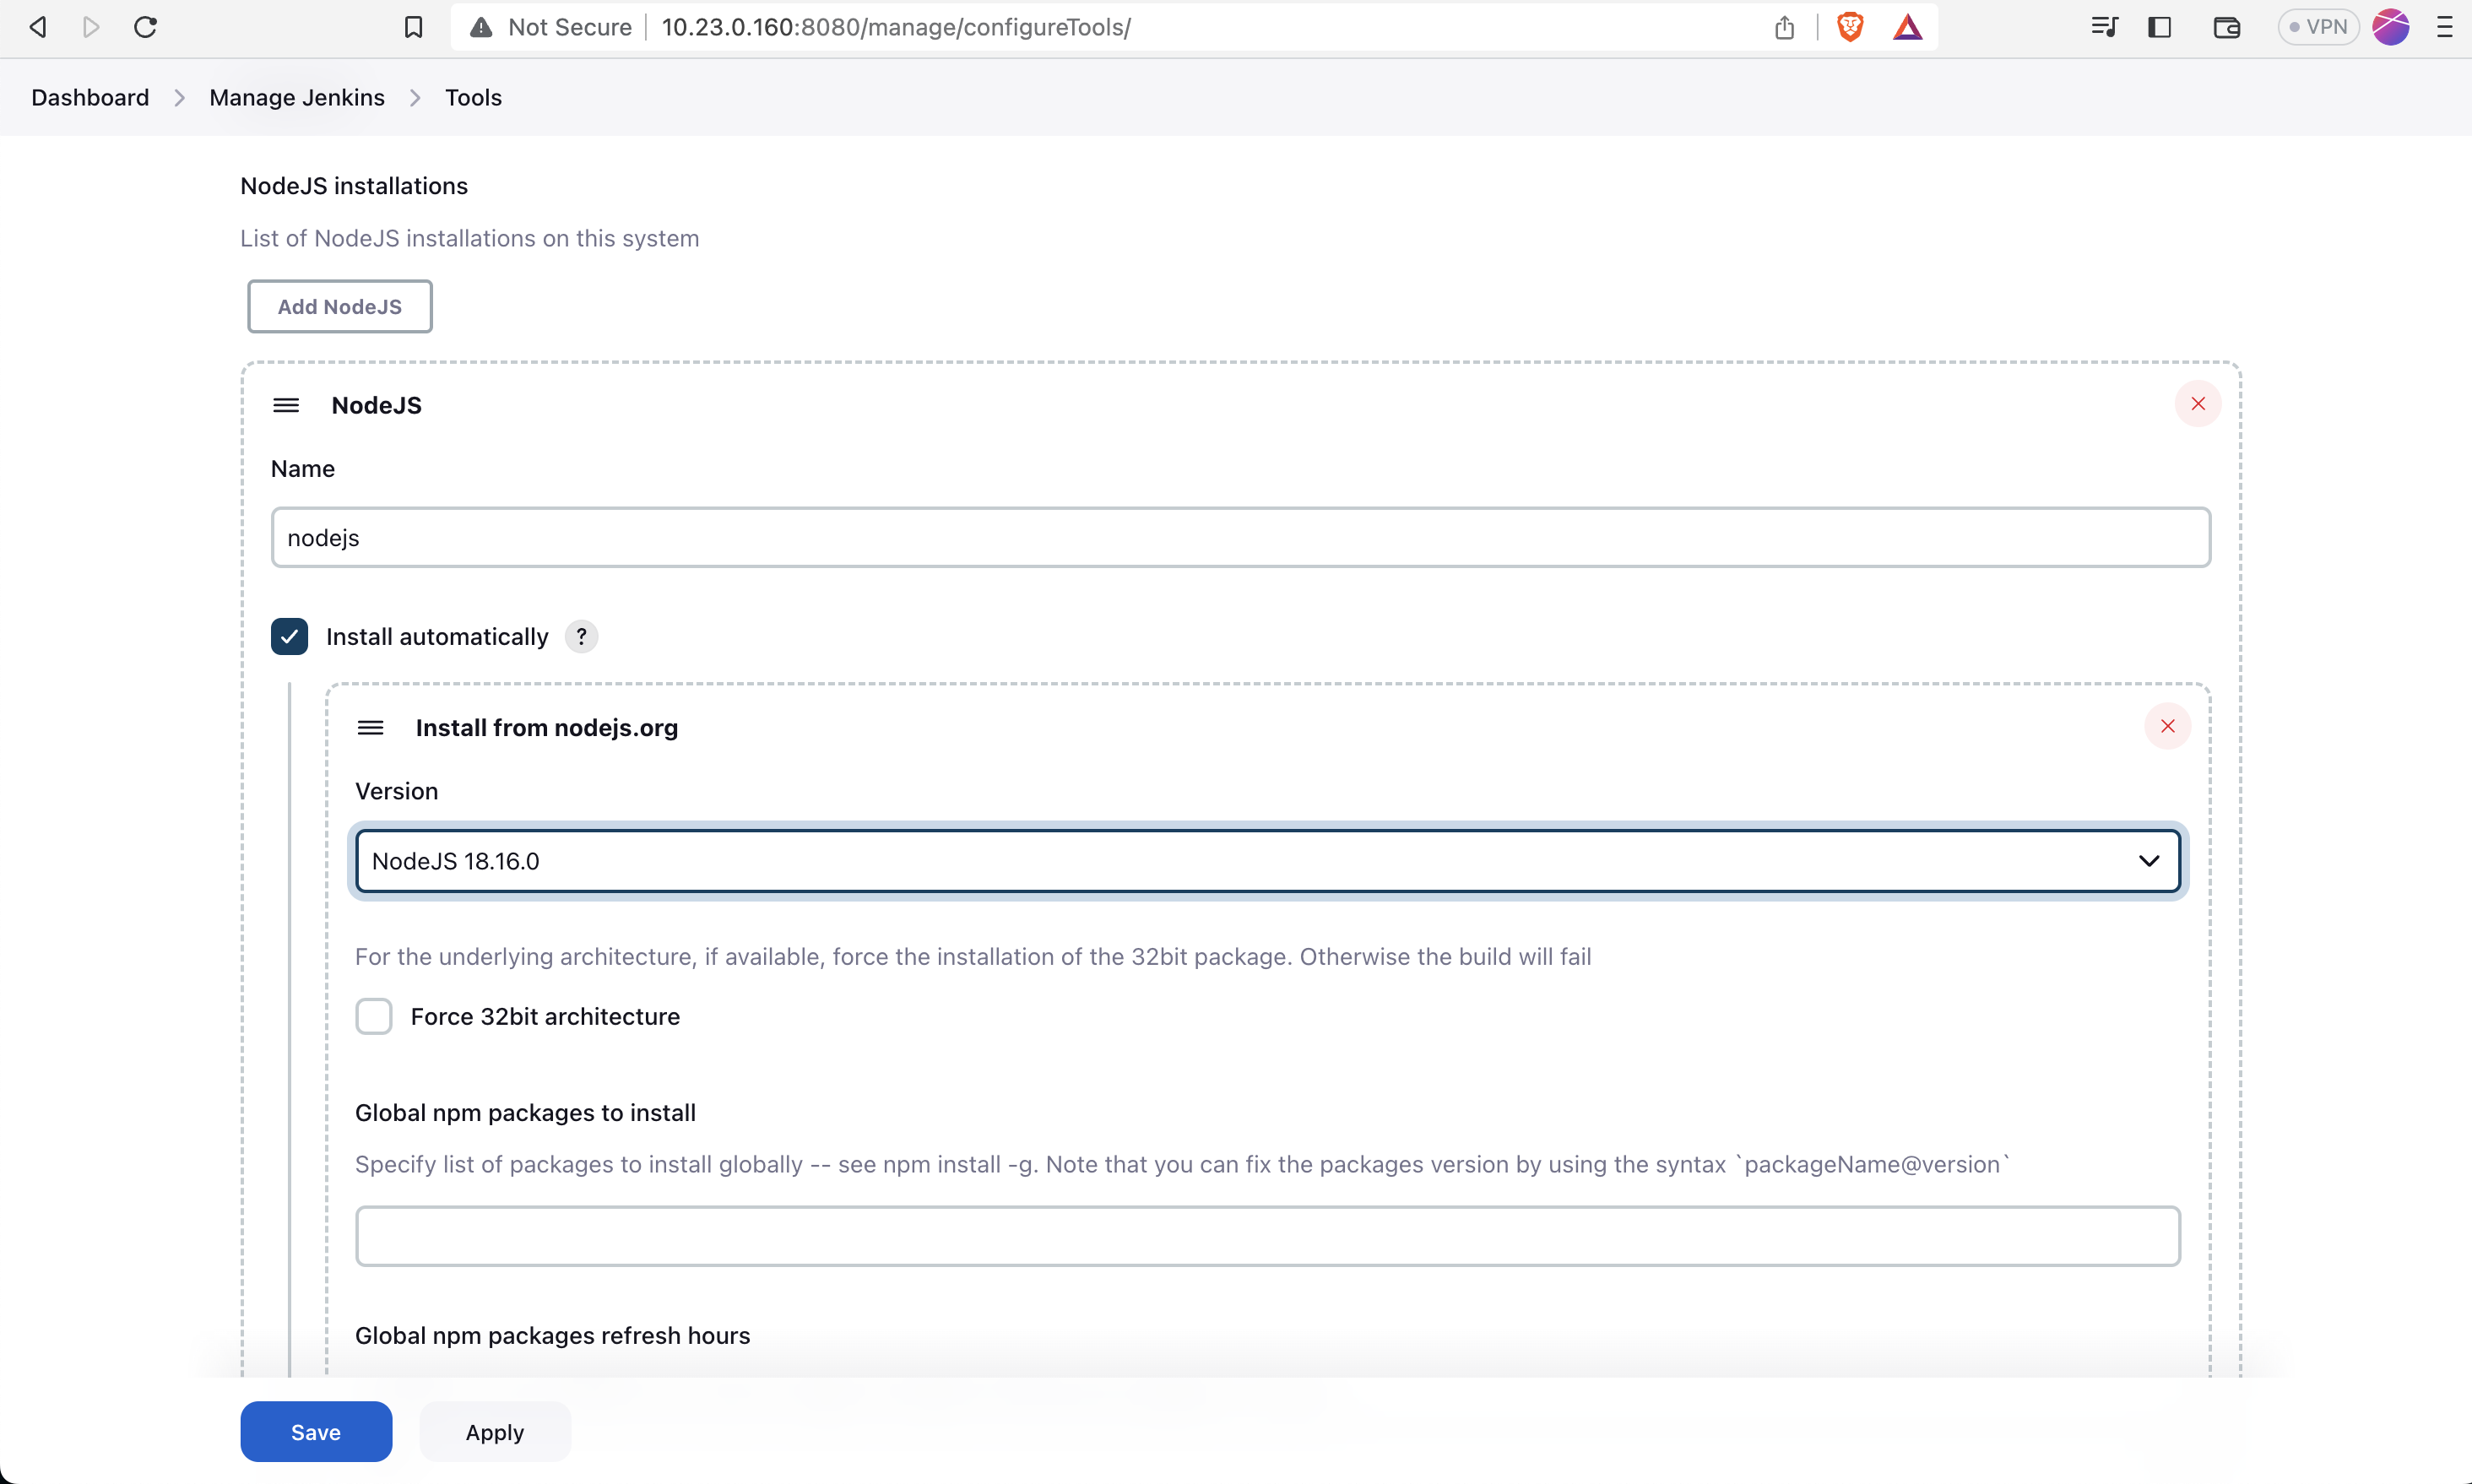 Not Secure 10.23.0.160:8080/manage/configureTools/ VPN
Dashboard Manage Jenkins Tools
NodeJS installations
List of NodeJS installations on this system
Add NodeJS
NodeJS
Name
nodejs
Install automatically ?
Install from nodejs.org
Version
NodeJS 18.16.0
For the underlying architecture, if available, force the installation of the 32bit package. Otherwise the build will fail
Force 32bit architecture
Global npm packages to install
Specify list of packages to install globally -- see npm install -g. Note that you can fix the packages version by using the syntax `packageName@version`
Global npm packages refresh hours
Save Apply